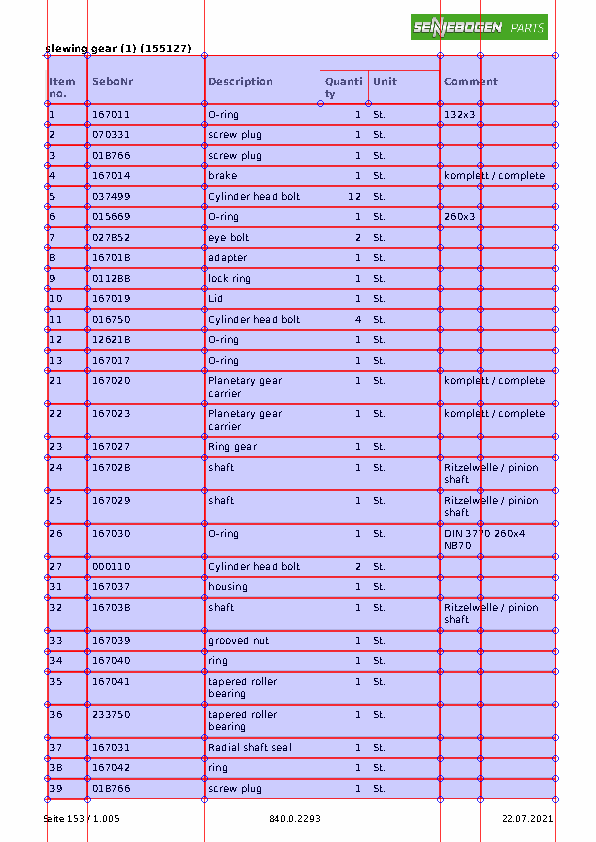 SENNEBOGEN PARTS
slewing gear (1) (155127)
Item no. SeboNr Description Quantity Unit Comment
1 167011 O-ring 1 St. 132x3
2 070331 screw plug 1 St.
3 018766 screw plug 1 St.
4 167014 brake 1 St. komplett / complete
5 037499 Cylinder head bolt 12 St.
6 015669 O-ring 1 St. 260x3
7 027852 eye bolt 2 St.
8 167018 adapter 1 St.
9 011288 lock ring 1 St.
10 167019 Lid 1 St.
11 016750 Cylinder head bolt 4 St.
12 126218 O-ring 1 St.
13 167017 O-ring 1 St.
21 167020 Planetary gear 1 St. komplett / complete
carrier
22 167023 Planetary gear 1 St. komplett / complete
carrier
23 167027 Ring gear 1 St.
24 167028 shaft 1 St. Ritzelwelle / pinion
shaft
25 167029 shaft 1 St. Ritzelwelle / pinion
shaft
26 167030 O-ring 1 St. DIN 3770 260x4
NB70
27 000110 Cylinder head bolt 2 St.
31 167037 housing 1 St.
32 167038 shaft 1 St. Ritzelwelle / pinion
shaft
33 167039 grooved nut 1 St.
34 167040 ring 1 St.
35 167041 tapered roller 1 St.
bearing
36 233750 tapered roller 1 St.
bearing
37 167031 Radial shaft seal 1 St.
38 167042 ring 1 St.
39 018766 screw plug 1 St.
Seite 153 / 1.005 840.0.2293 22.07.2021